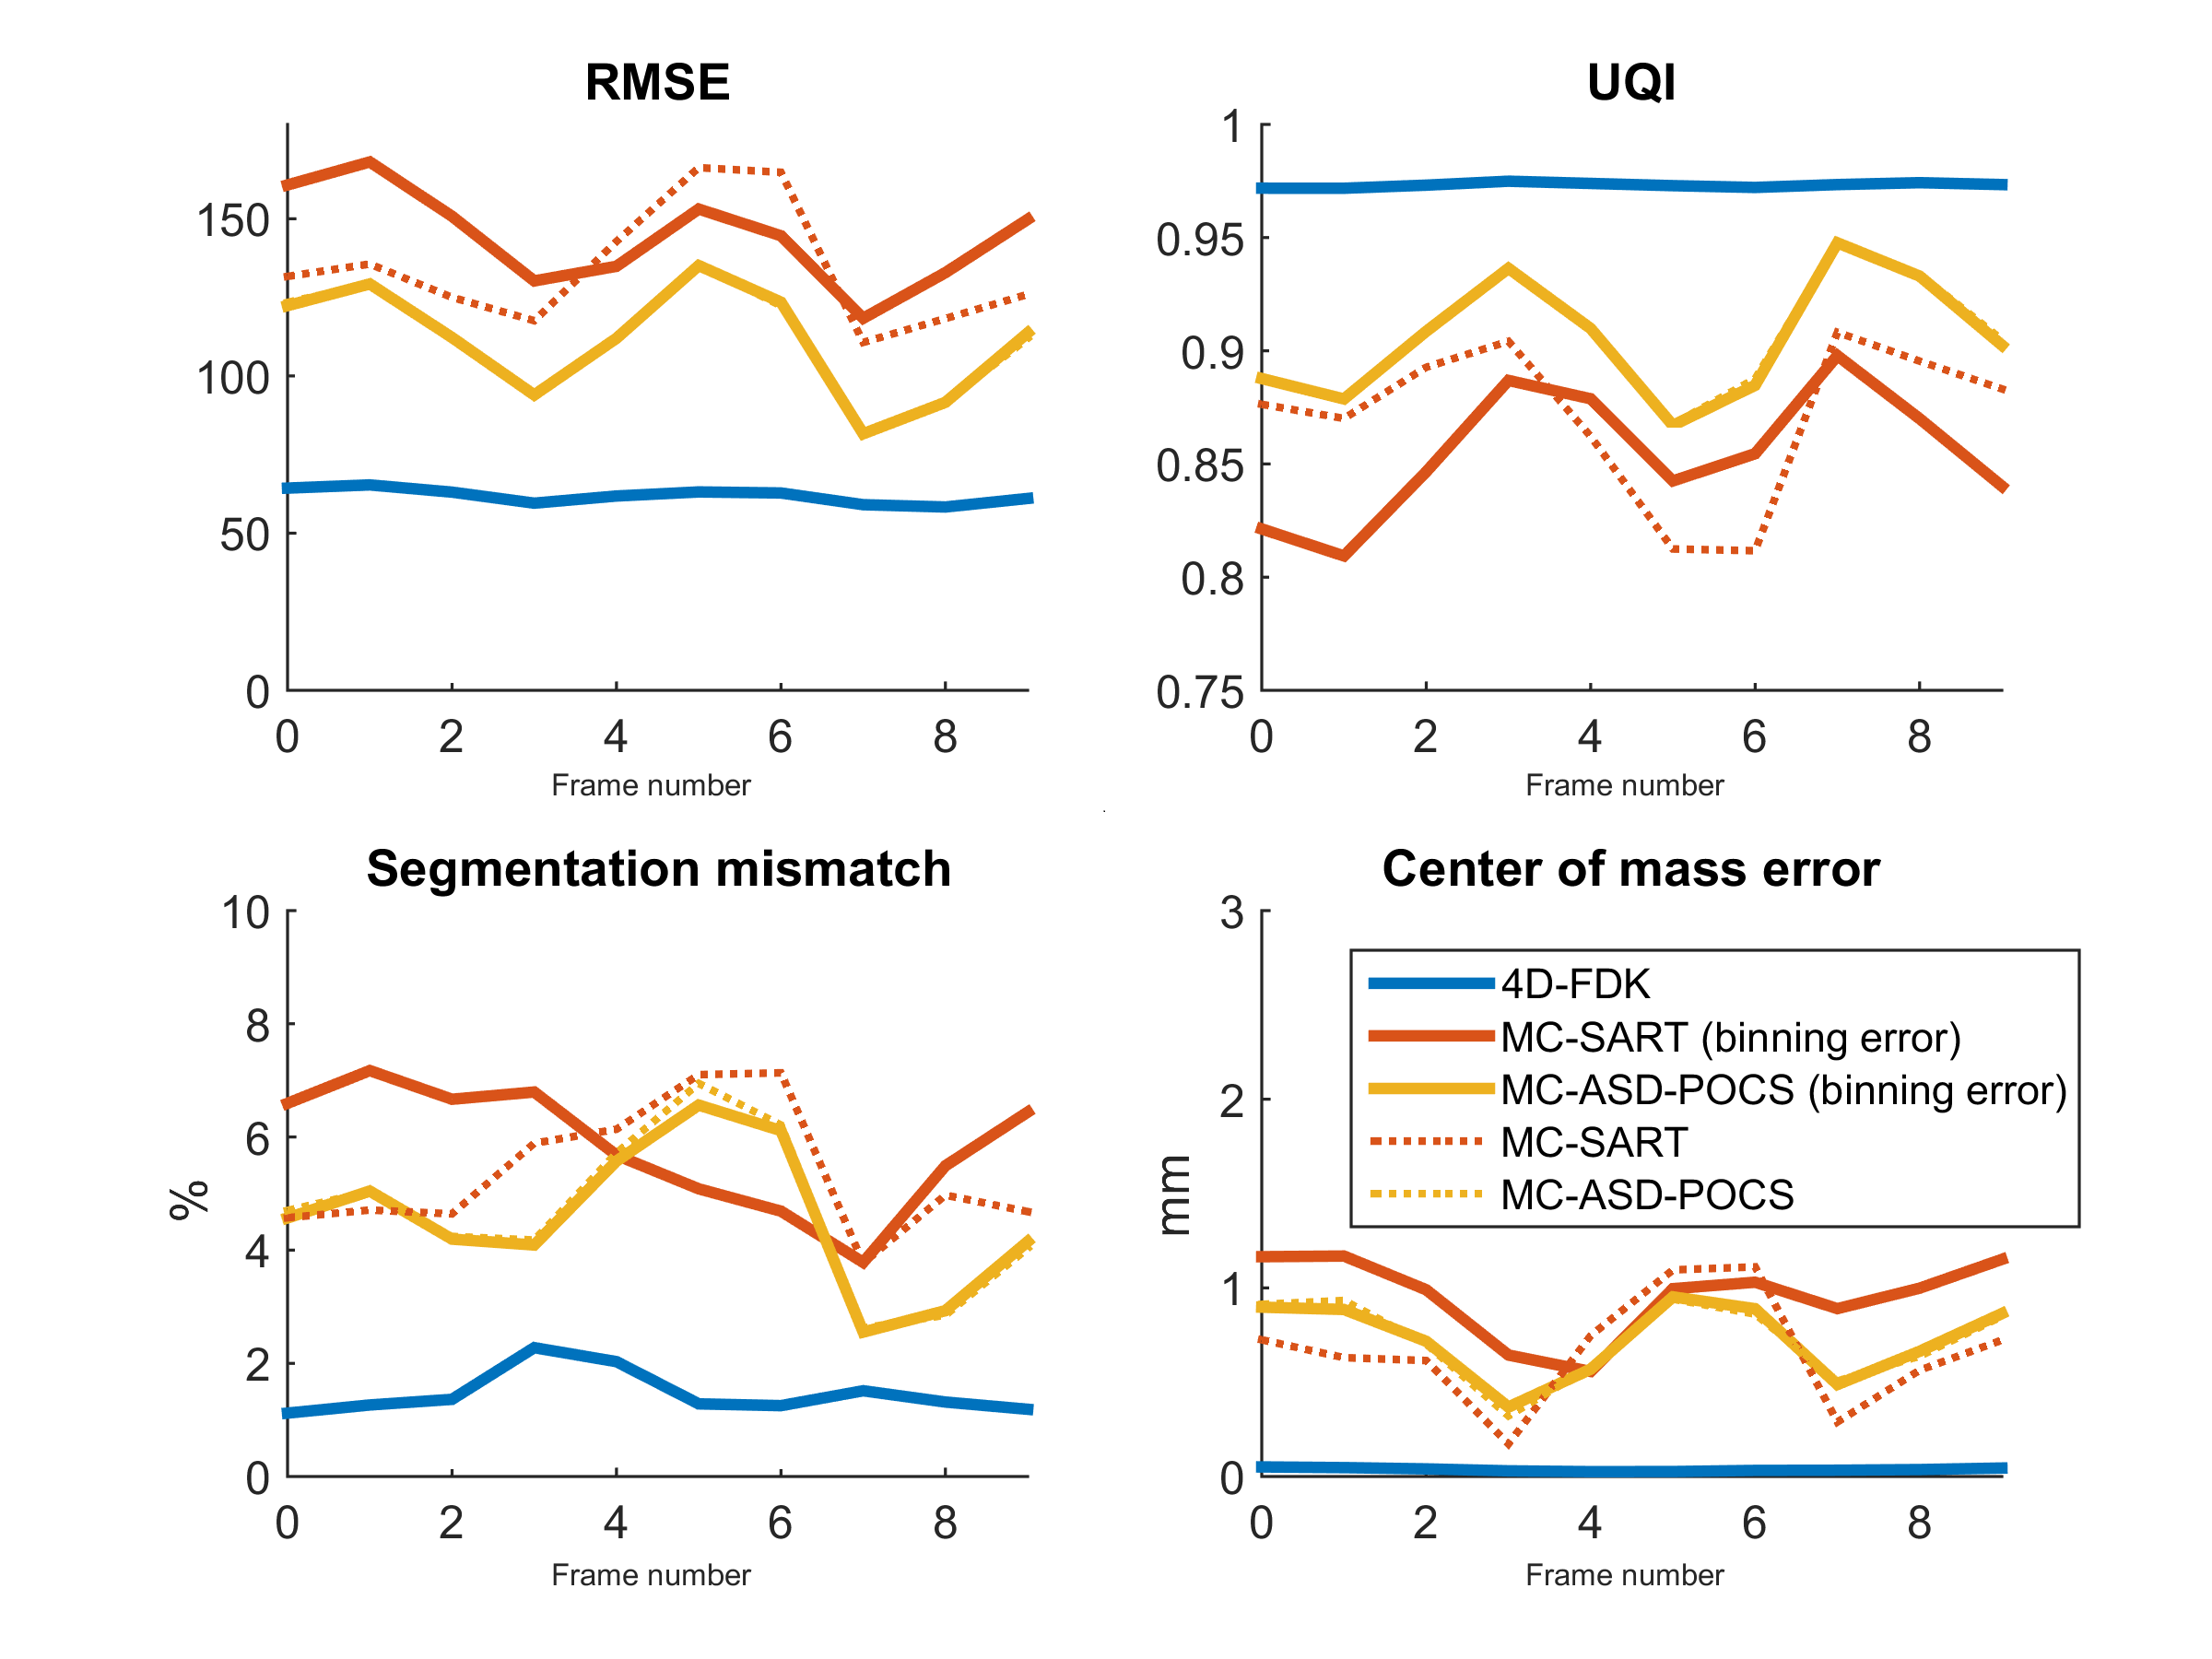 RMSE
150
100
50
0
0 2 4 6 8
Frame number
UQI
1
0.95
0.9
0.85
0.8
0.75
0 2 4 6 8
Frame number
Segmentation mismatch
10
8
6
4
2
0
%
0 2 4 6 8
Frame number
Center of mass error
3
2
1
0
mm
4D-FDK
MC-SART (binning error)
MC-ASD-POCS (binning error)
MC-SART
MC-ASD-POCS
0 2 4 6 8
Frame number